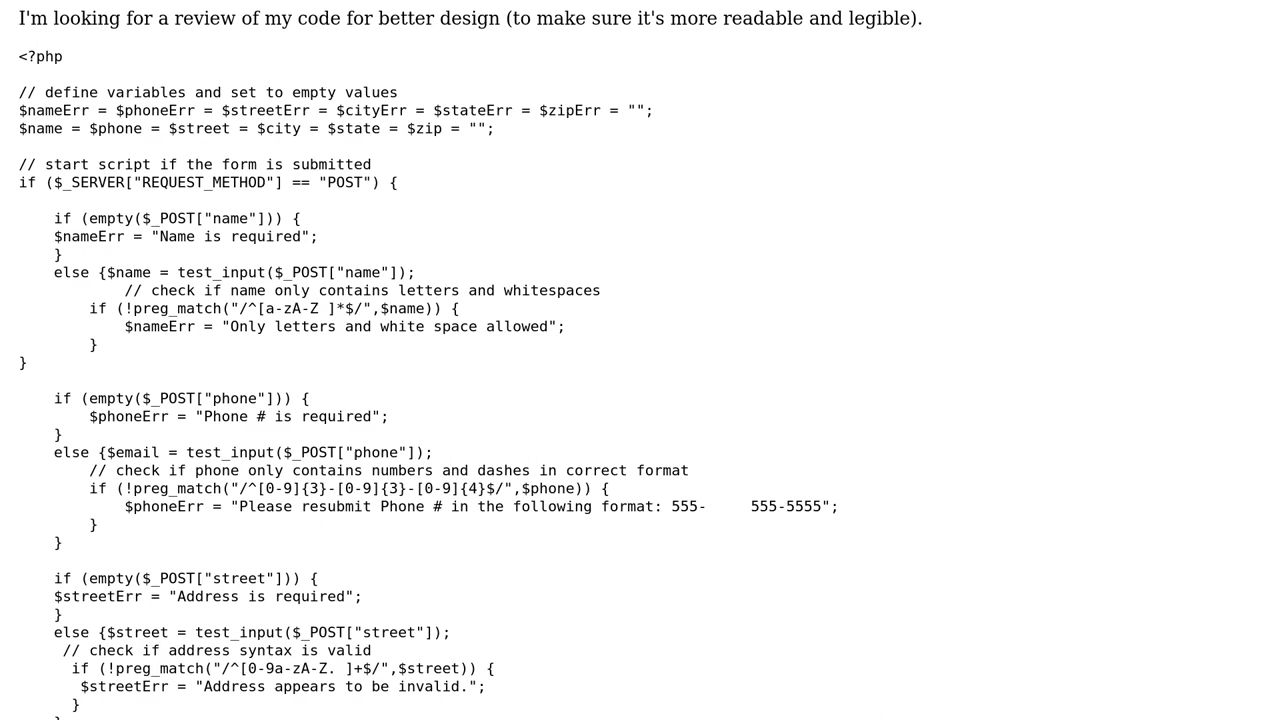 I'm looking for a review of my code for better design (to make sure it's more readable and legible).
<?php
// define variables and set to empty values
$nameErr = $phoneErr = $streetErr = $cityErr = $stateErr = $zipErr = "";
$name = $phone = $street = $city = $state = $zip = "";
// start script if the form is submitted
if ($_SERVER["REQUEST_METHOD"] == "POST") {
    if (empty($_POST["name"])) {
    $nameErr = "Name is required";
    }
    else {$name = test_input($_POST["name"]);
            // check if name only contains letters and whitespaces
        if (!preg_match("/^[a-zA-Z ]*$/",$name)) {
            $nameErr = "Only letters and white space allowed";
        }
}
    if (empty($_POST["phone"])) {
        $phoneErr = "Phone # is required";
    }
    else {$email = test_input($_POST["phone"]);
        // check if phone only contains numbers and dashes in correct format
        if (!preg_match("/^[0-9]{3}-[0-9]{3}-[0-9]{4}$/",$phone)) {
            $phoneErr = "Please resubmit Phone # in the following format: 555-     555-5555";
        }
    }
    if (empty($_POST["street"])) {
    $streetErr = "Address is required";
    }
    else {$street = test_input($_POST["street"]);
     // check if address syntax is valid
      if (!preg_match("/^[0-9a-zA-Z. ]+$/",$street)) {
       $streetErr = "Address appears to be invalid.";
      }
    }